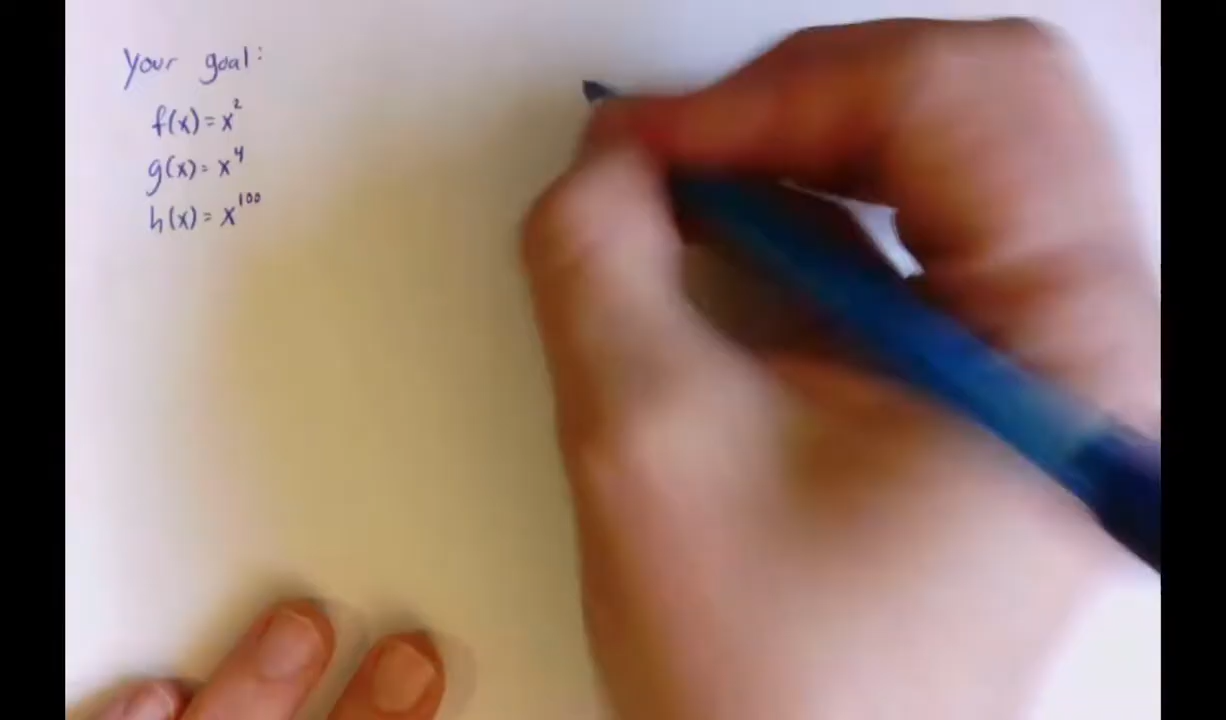 Your goal:
f(x) = x²
g(x) = x⁴
h(x) = x¹⁰⁰